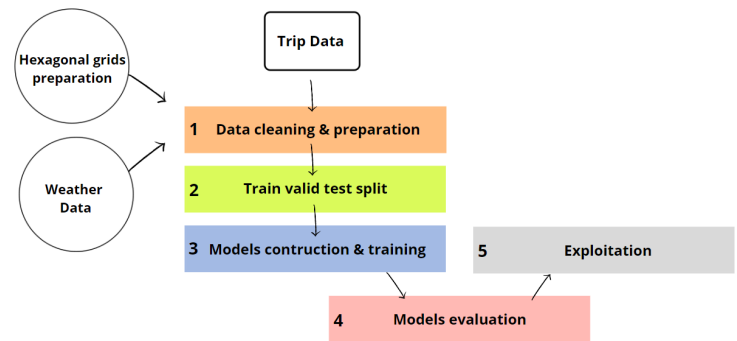 Trip Data
Hexagonal grids
preparation
1 Data cleaning & preparation
Weather
Data
2 Train valid test split
3 Models contruction & training
5 Exploitation
4 Models evaluation